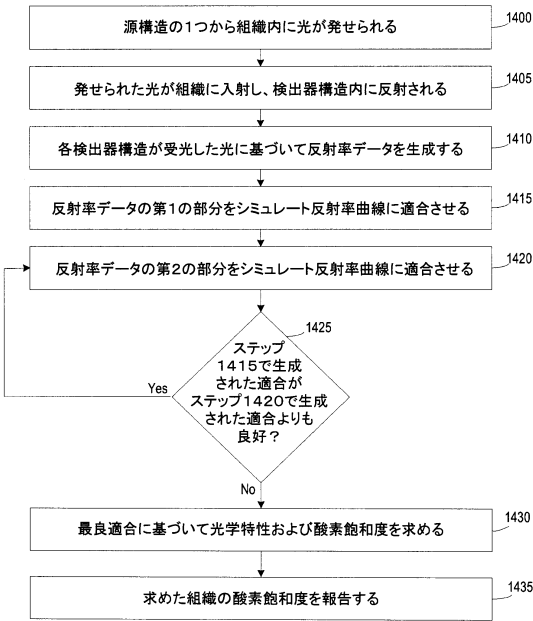 源構造の1つから組織内に光が発せられる
1400
発せられた光が組織に入射し、検出器構造内に反射される
1405
各検出器構造が受光した光に基づいて反射率データを生成する
1410
反射率データの第1の部分をシミュレート反射率曲線に適合させる
1415
反射率データの第2の部分をシミュレート反射率曲線に適合させる
1420
1425
ステップ
1415で生成
された適合が
ステップ1420で生成
された適合よりも
良好?
Yes
No
最良適合に基づいて光学特性および酸素飽和度を求める
1430
求めた組織の酸素飽和度を報告する
1435